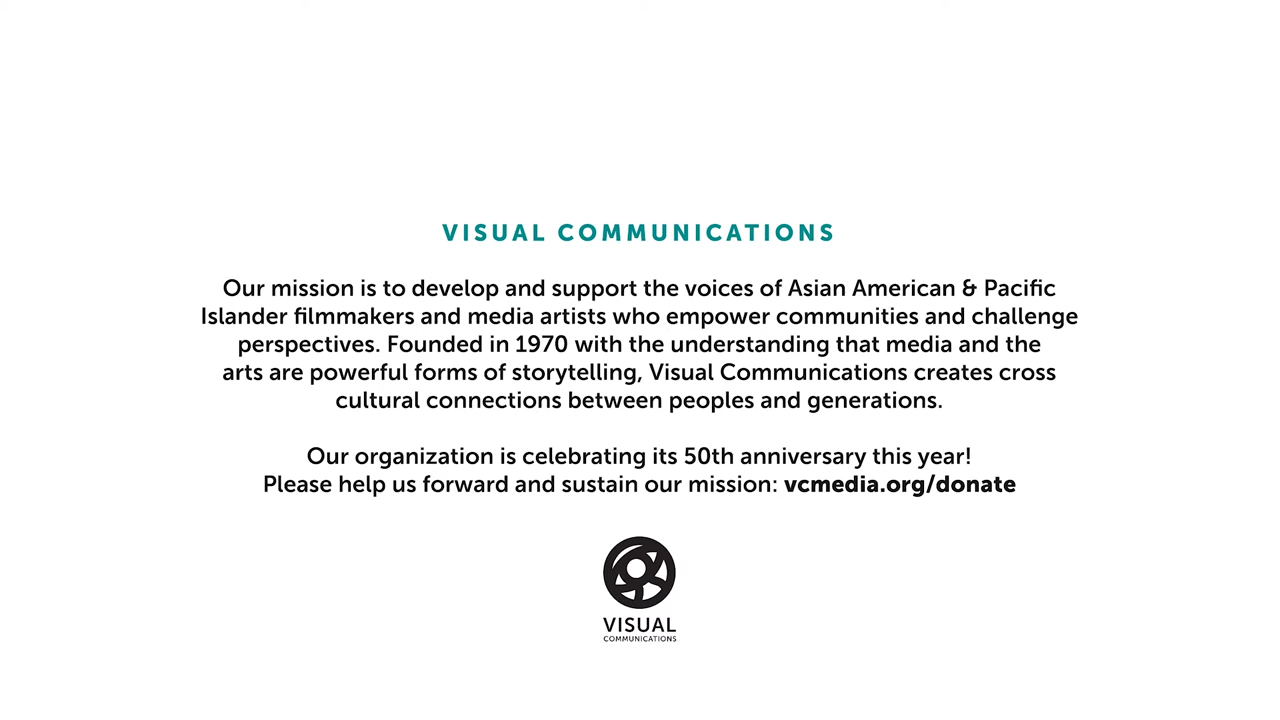 VISUAL COMMUNICATIONS
Our mission is to develop and support the voices of Asian American & Pacific
Islander filmmakers and media artists who empower communities and challenge
perspectives. Founded in 1970 with the understanding that media and the
arts are powerful forms of storytelling, Visual Communications creates cross
cultural connections between peoples and generations.
Our organization is celebrating its 50th anniversary this year!
Please help us forward and sustain our mission: vcmedia.org/donate
VISUAL
COMMUNICATIONS